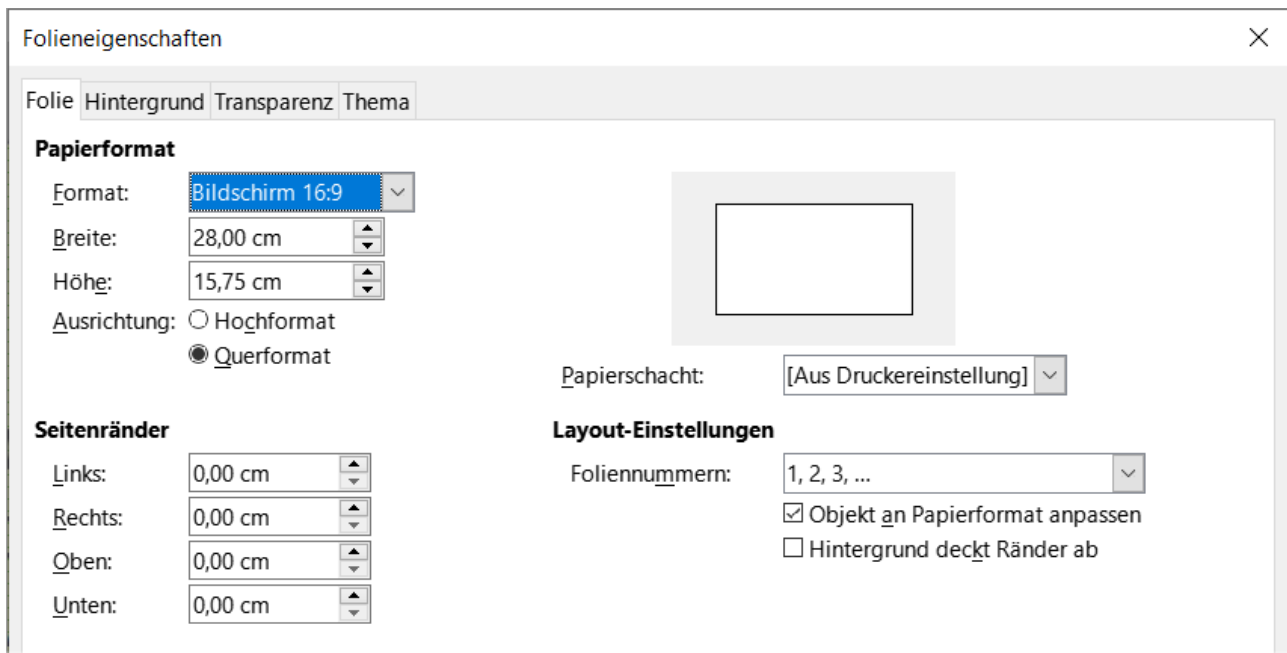 Folieneigenschaften
Folie Hintergrund Transparenz Thema
Papierformat
Format: Bildschirm 16:9
Breite: 28,00 cm
Höhe: 15,75 cm
Ausrichtung: Hochformat
Querformat
Papierschacht: [Aus Druckereinstellung]
Seitenränder
Links: 0,00 cm
Rechts: 0,00 cm
Oben: 0,00 cm
Unten: 0,00 cm
Layout-Einstellungen
Foliennummern: 1, 2, 3, ...
Objekt an Papierformat anpassen
Hintergrund deckt Ränder ab